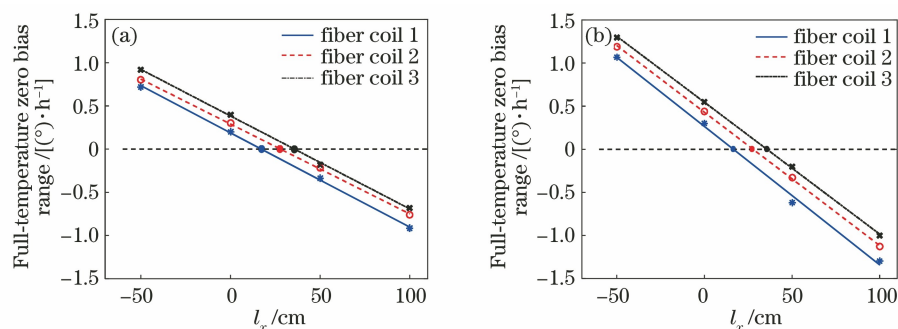 Full-temperature zero bias
range /[(°)·h⁻¹]
(a)
fiber coil 1
fiber coil 2
fiber coil 3
1.5
1.0
0.5
0
−0.5
−1.0
−1.5
−50
0
50
100
lₓ /cm
Full-temperature zero bias
range /[(°)·h⁻¹]
(b)
fiber coil 1
fiber coil 2
fiber coil 3
1.5
1.0
0.5
0
−0.5
−1.0
−1.5
−50
0
50
100
lₓ /cm